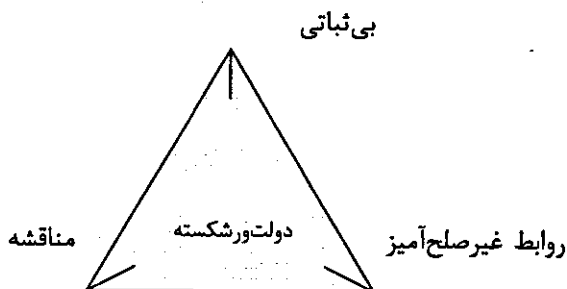 بی‌ثباتی
روابط غیرصلح‌آمیز
دولت‌ورشکسته
مناقشه